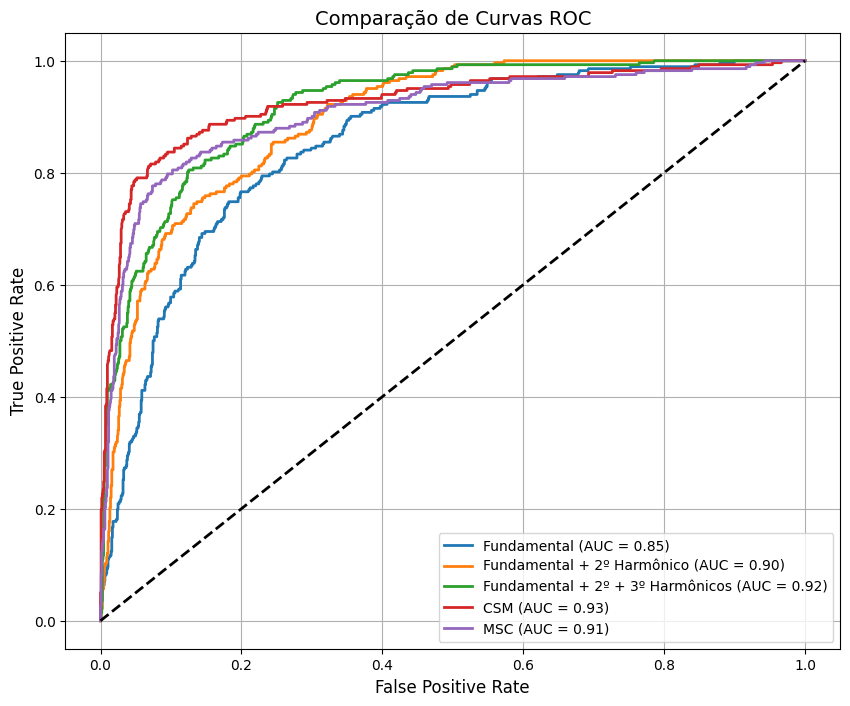 Comparação de Curvas ROC
True Positive Rate
1.0
0.8
0.6
0.4
0.2
0.0
Fundamental (AUC = 0.85)
Fundamental + 2º Harmônico (AUC = 0.90)
Fundamental + 2º + 3º Harmônicos (AUC = 0.92)
CSM (AUC = 0.93)
MSC (AUC = 0.91)
0.0 0.2 0.4 0.6 0.8 1.0
False Positive Rate